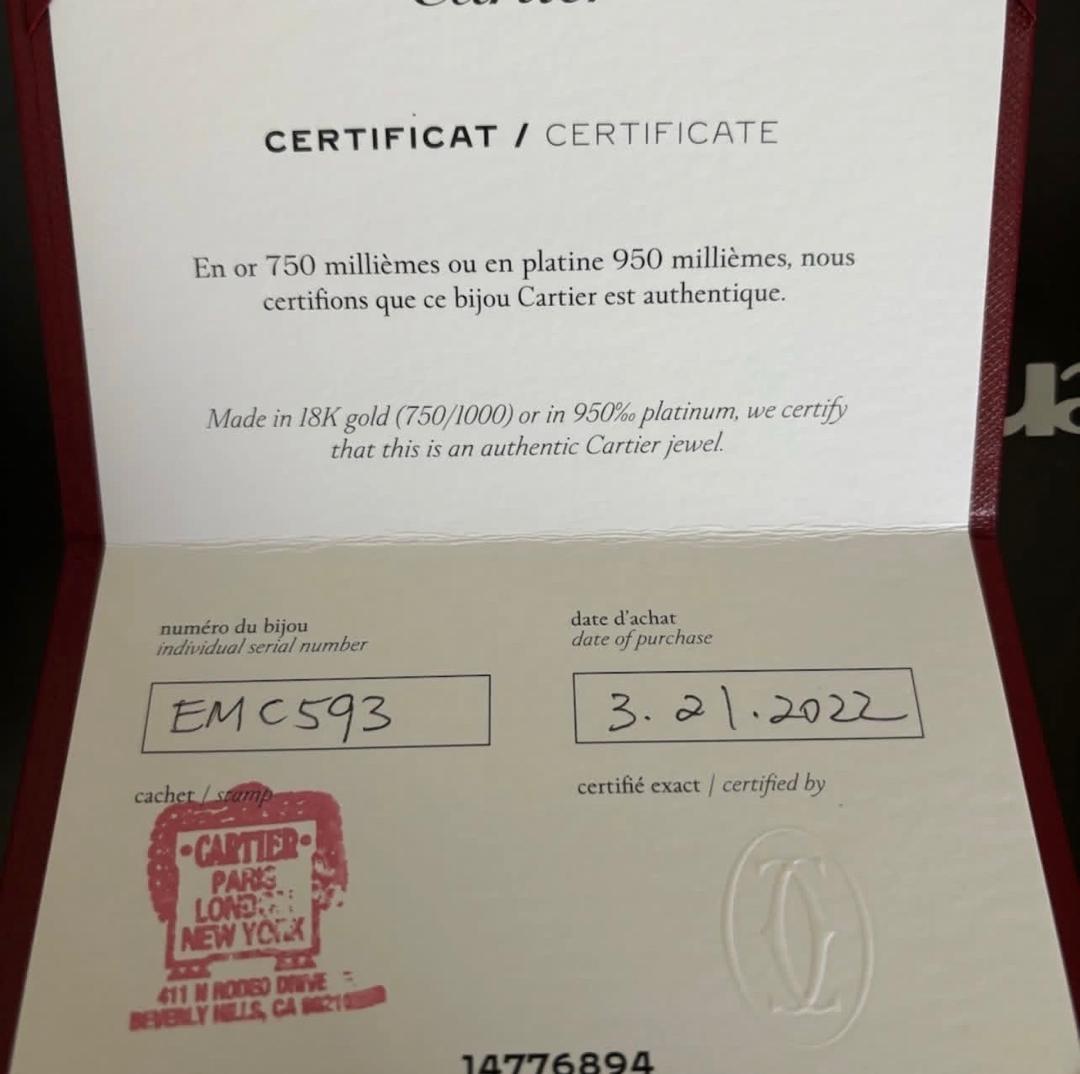 Cartier
CERTIFICAT / CERTIFICATE
En or 750 millièmes ou en platine 950 millièmes, nous
certifions que ce bijou Cartier est authentique.
Made in 18K gold (750/1000) or in 950‰ platinum, we certify
that this is an authentic Cartier jewel.
numéro du bijou
individual serial number
date d'achat
date of purchase
EMC593
3. 21.2022
cachet / stamp
certifié exact / certified by
•CARTIER•
PARIS
NEW YORK
411 N RODEO DRIVE
BEVERLY HILLS, CA
14776894